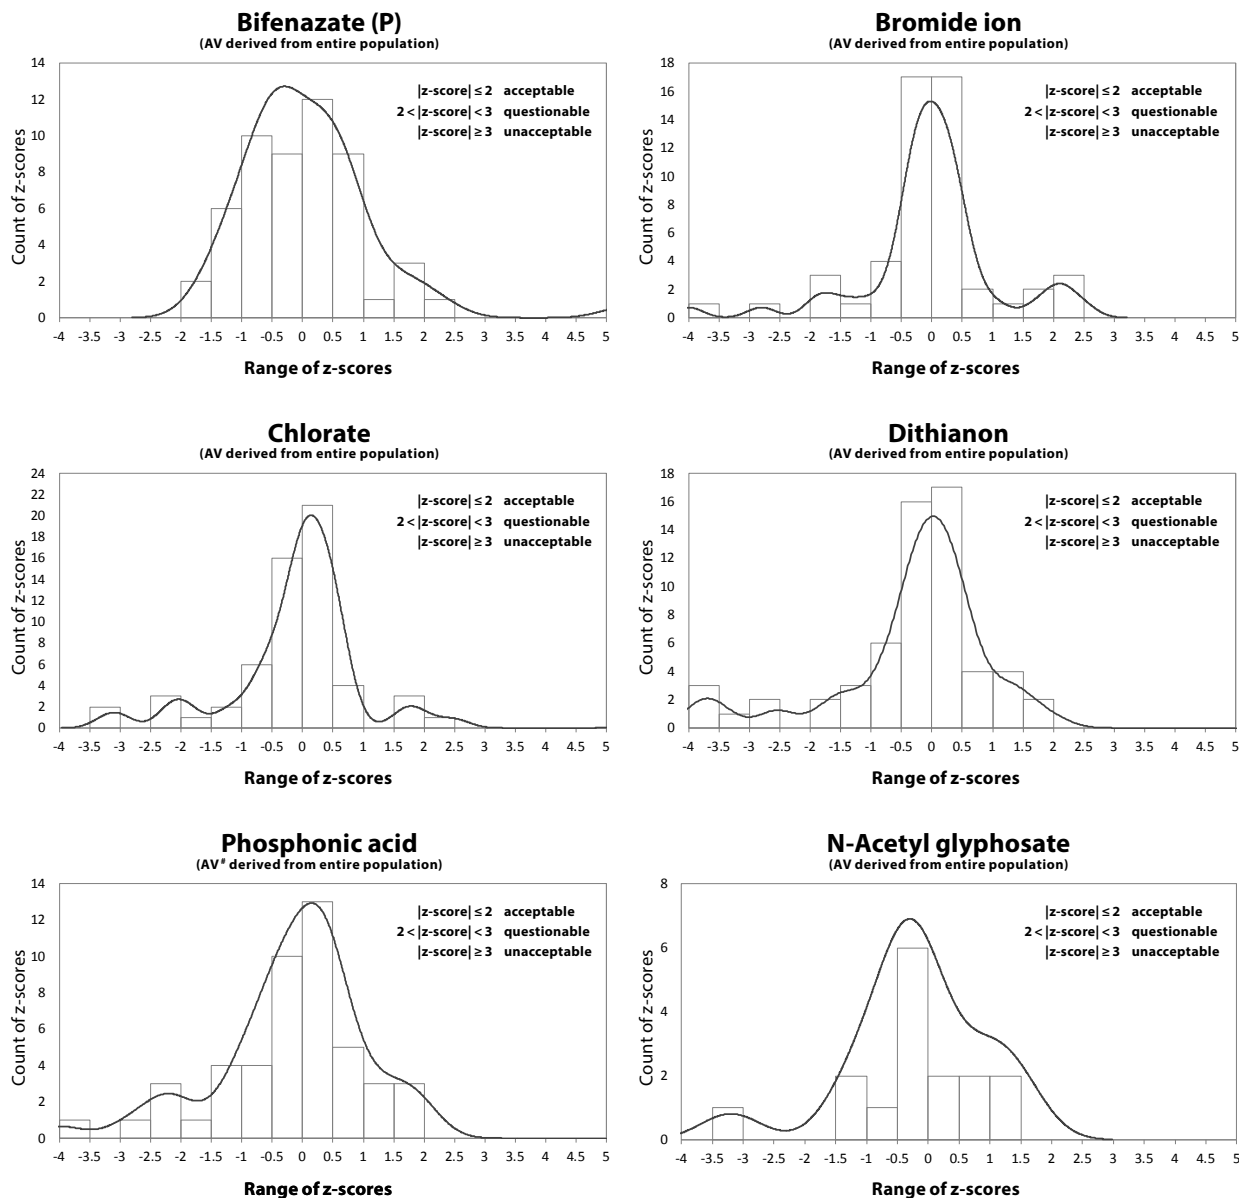 Bifenazate (P)
(AV derived from entire population)
|z-score| ≤ 2 acceptable
2 < |z-score| < 3 questionable
|z-score| ≥ 3 unacceptable
Count of z-scores
14
12
10
8
6
4
2
0
-4 -3.5 -3 -2.5 -2 -1.5 -1 -0.5 0 0.5 1 1.5 2 2.5 3 3.5 4 4.5 5
Range of z-scores
Bromide ion
(AV derived from entire population)
|z-score| ≤ 2 acceptable
2 < |z-score| < 3 questionable
|z-score| ≥ 3 unacceptable
Count of z-scores
18
16
14
12
10
8
6
4
2
0
-4 -3.5 -3 -2.5 -2 -1.5 -1 -0.5 0 0.5 1 1.5 2 2.5 3 3.5 4 4.5 5
Range of z-scores
Chlorate
(AV derived from entire population)
|z-score| ≤ 2 acceptable
2 < |z-score| < 3 questionable
|z-score| ≥ 3 unacceptable
Count of z-scores
24
22
20
18
16
14
12
10
8
6
4
2
0
-4 -3.5 -3 -2.5 -2 -1.5 -1 -0.5 0 0.5 1 1.5 2 2.5 3 3.5 4 4.5 5
Range of z-scores
Dithianon
(AV derived from entire population)
|z-score| ≤ 2 acceptable
2 < |z-score| < 3 questionable
|z-score| ≥ 3 unacceptable
Count of z-scores
18
16
14
12
10
8
6
4
2
0
-4 -3.5 -3 -2.5 -2 -1.5 -1 -0.5 0 0.5 1 1.5 2 2.5 3 3.5 4 4.5 5
Range of z-scores
Phosphonic acid
(AV# derived from entire population)
|z-score| ≤ 2 acceptable
2 < |z-score| < 3 questionable
|z-score| ≥ 3 unacceptable
Count of z-scores
14
12
10
8
6
4
2
0
-4 -3.5 -3 -2.5 -2 -1.5 -1 -0.5 0 0.5 1 1.5 2 2.5 3 3.5 4 4.5 5
Range of z-scores
N-Acetyl glyphosate
(AV derived from entire population)
|z-score| ≤ 2 acceptable
2 < |z-score| < 3 questionable
|z-score| ≥ 3 unacceptable
Count of z-scores
8
6
4
2
0
-4 -3.5 -3 -2.5 -2 -1.5 -1 -0.5 0 0.5 1 1.5 2 2.5 3 3.5 4 4.5 5
Range of z-scores